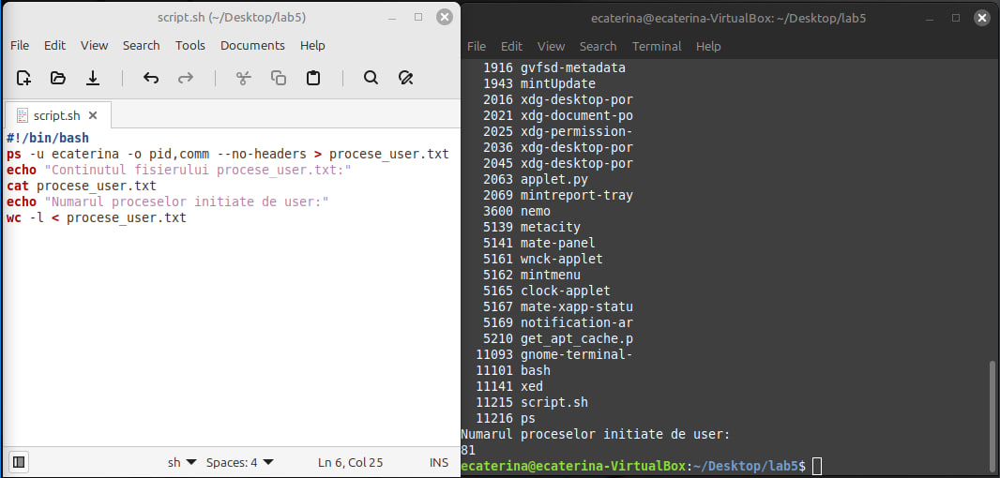 script.sh (~/Desktop/lab5)
File Edit View Search Tools Documents Help
script.sh
#!/bin/bash
ps -u ecaterina -o pid,comm --no-headers > procese_user.txt
echo "Continutul fisierului procese_user.txt:"
cat procese_user.txt
echo "Numarul proceselor initiate de user:"
wc -l < procese_user.txt
sh Spaces: 4 Ln 6, Col 25 INS
ecaterina@ecaterina-VirtualBox: ~/Desktop/lab5
File Edit View Search Terminal Help
1916 gvfsd-metadata
1943 mintUpdate
2016 xdg-desktop-por
2021 xdg-document-po
2025 xdg-permission-
2036 xdg-desktop-por
2045 xdg-desktop-por
2063 applet.py
2069 mintreport-tray
3600 nemo
5139 metacity
5141 mate-panel
5161 wnck-applet
5162 mintmenu
5165 clock-applet
5167 mate-xapp-statu
5169 notification-ar
5210 get_apt_cache.p
11093 gnome-terminal-
11101 bash
11141 xed
11215 script.sh
11216 ps
Numarul proceselor initiate de user:
81
ecaterina@ecaterina-VirtualBox:~/Desktop/lab5$